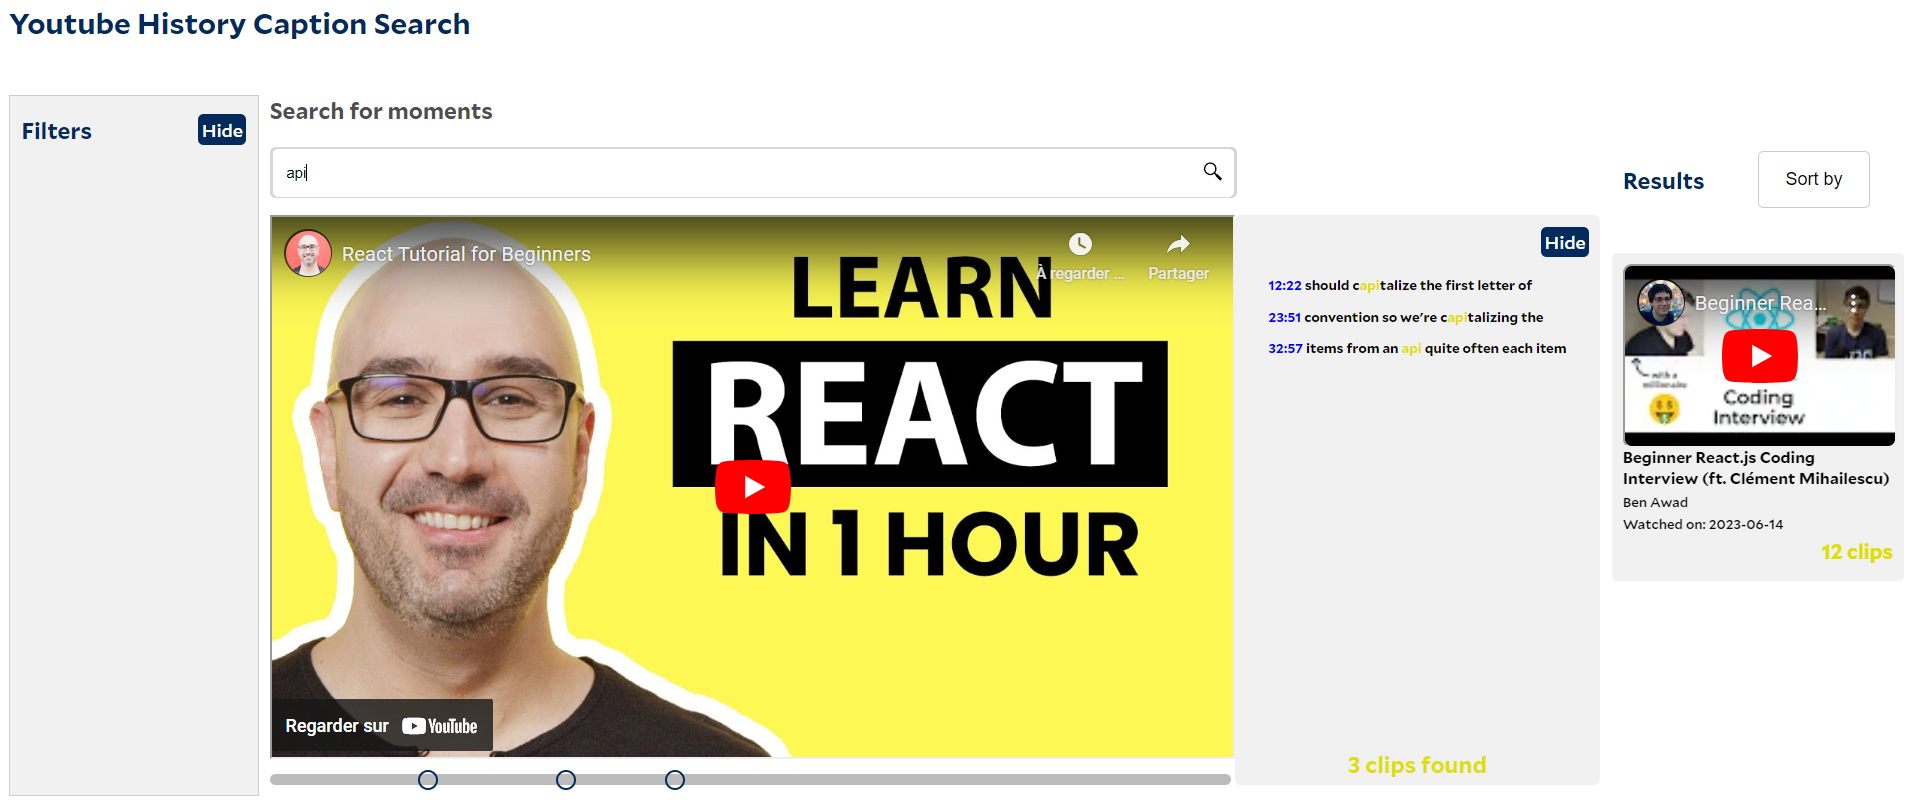 Youtube History Caption Search
Filters
Hide
Search for moments
api
React Tutorial for Beginners
À regarder ...
Partager
LEARN
REACT
IN 1 HOUR
Regarder sur YouTube
Hide
12:22 should capitalize the first letter of
23:51 convention so we're capitalizing the
32:57 items from an api quite often each item
3 clips found
Results
Sort by
Beginner Rea...
with a
millionaire
Coding
Interview
Beginner React.js Coding
Interview (ft. Clément Mihailescu)
Ben Awad
Watched on: 2023-06-14
12 clips